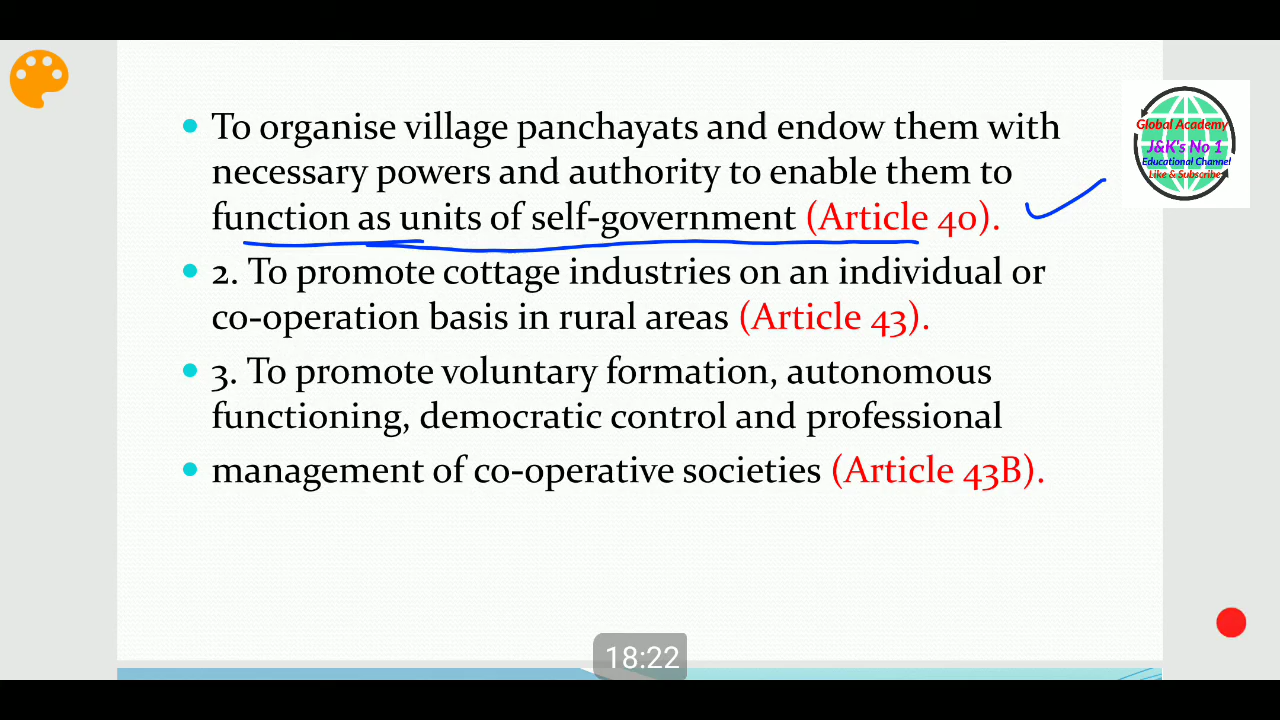 To organise village panchayats and endow them with
necessary powers and authority to enable them to
function as units of self-government (Article 40).
2. To promote cottage industries on an individual or
co-operation basis in rural areas (Article 43).
3. To promote voluntary formation, autonomous
functioning, democratic control and professional
management of co-operative societies (Article 43B).
Global Academy
J&K's No 1
Educational Channel
Like & Subscribe
18:22